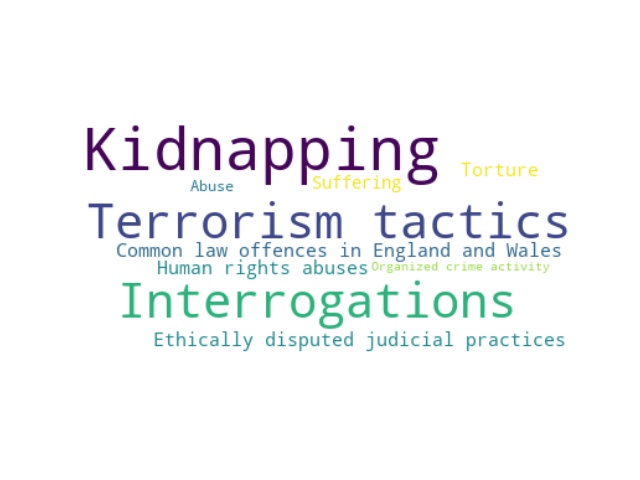 Kidnapping
Torture
Suffering
Abuse
Terrorism tactics
Common law offences in England and Wales
Human rights abuses
Organized crime activity
Interrogations
Ethically disputed judicial practices